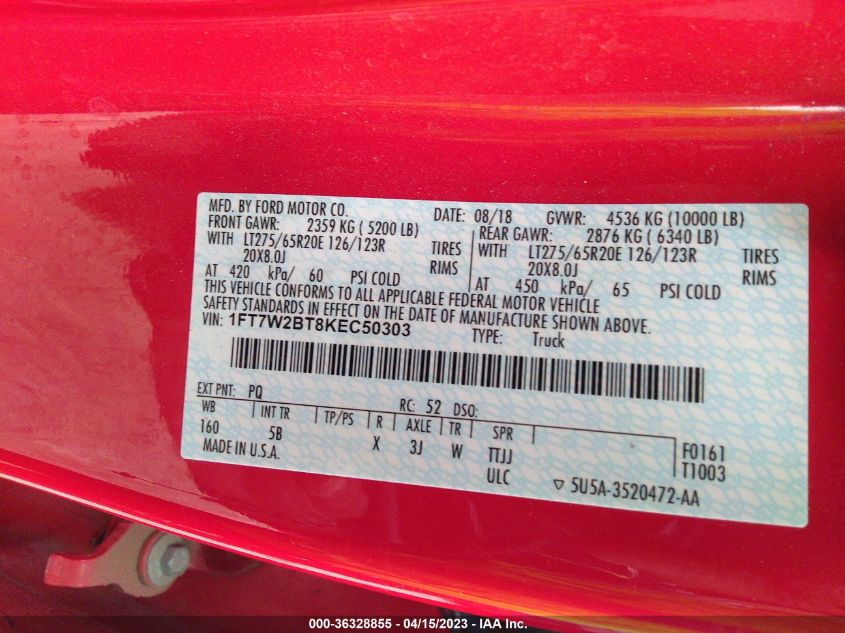 MFD. BY FORD MOTOR CO.
DATE: 08/18 GVWR: 4536 KG (10000 LB)
FRONT GAWR: 2359 KG ( 5200 LB) REAR GAWR: 2876 KG ( 6340 LB)
WITH LT275/65R20E 126/123R TIRES WITH LT275/65R20E 126/123R TIRES
20X8.0J RIMS 20X8.0J RIMS
AT 420 kPa/ 60 PSI COLD AT 450 kPa/ 65 PSI COLD
THIS VEHICLE CONFORMS TO ALL APPLICABLE FEDERAL MOTOR VEHICLE
SAFETY STANDARDS IN EFFECT ON THE DATE OF MANUFACTURE SHOWN ABOVE.
VIN: 1FT7W2BT8KEC50303 TYPE: Truck
EXT PNT: PQ RC: 52 DSO:
WB INT TR TP/PS R AXLE TR SPR
160 5B X 3J W TTJJ F0161
MADE IN U.S.A. ULC T1003
5U5A-3520472-AA
000-36328855 - 04/15/2023 - IAA Inc.